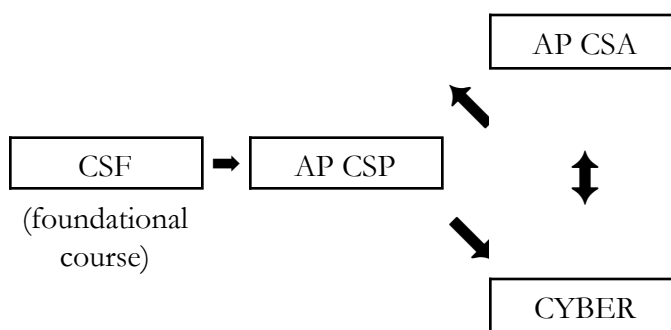 AP CSA
CSF
AP CSP
(foundational
course)
CYBER